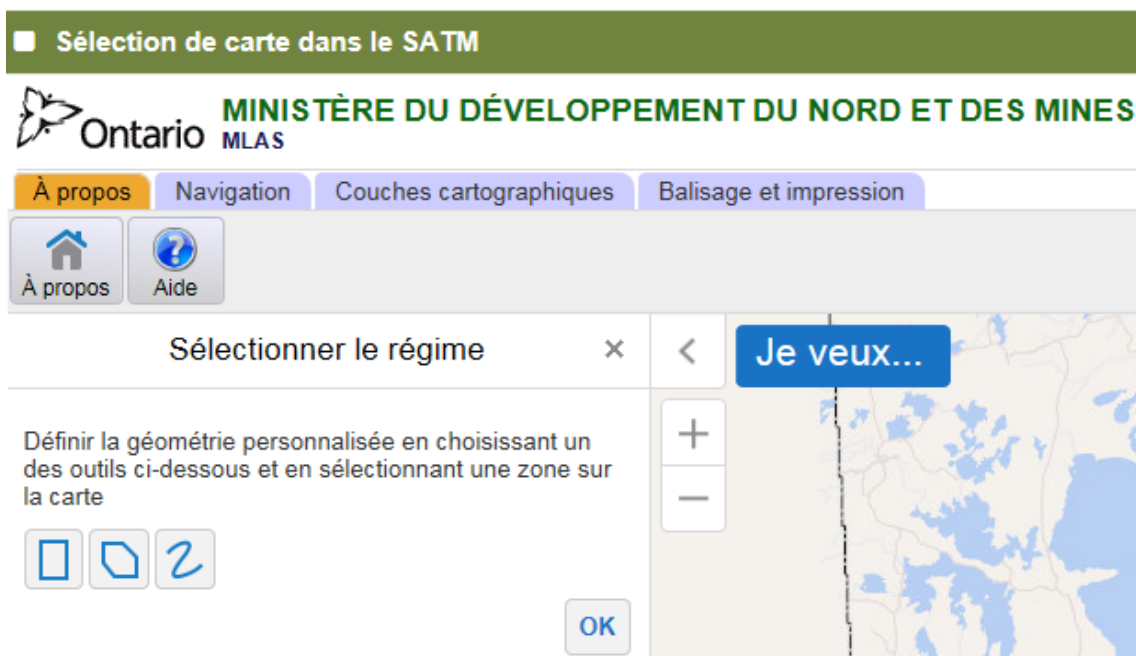 Sélection de carte dans le SATM
Ontario
MINISTÈRE DU DÉVELOPPEMENT DU NORD ET DES MINES
MLAS
À propos Navigation Couches cartographiques Balisage et impression
À propos Aide
Sélectionner le régime
Je veux...
Définir la géométrie personnalisée en choisissant un
des outils ci-dessous et en sélectionnant une zone sur
la carte
OK